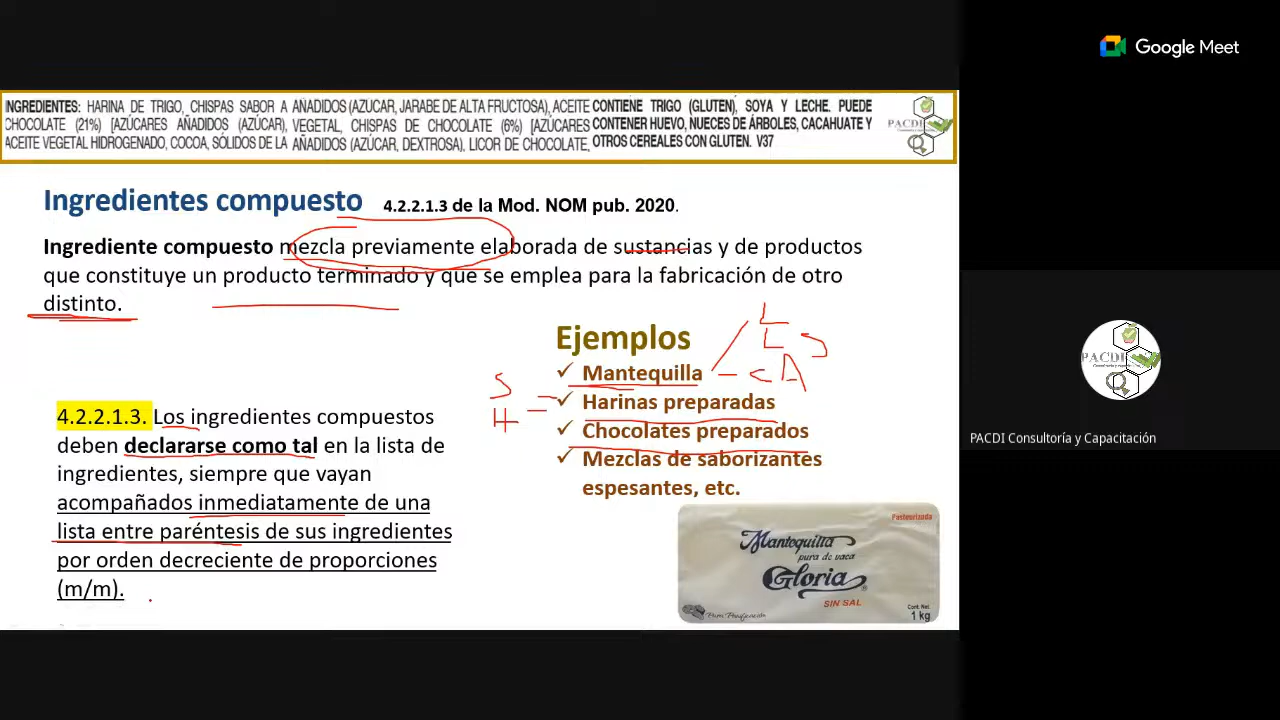 Google Meet
INGREDIENTES: HARINA DE TRIGO, CHISPAS SABOR A
CHOCOLATE (21%) [AZÚCARES AÑADIDOS (AZÚCAR),
ACEITE VEGETAL HIDROGENADO, COCOA, SÓLIDOS DE LA
AÑADIDOS (AZUCAR, JARABE DE ALTA FRUCTOSA), ACEITE
VEGETAL, CHISPAS DE CHOCOLATE (6%) [AZÚCARES
AÑADIDOS (AZÚCAR, DEXTROSA), LICOR DE CHOCOLATE,
CONTIENE TRIGO (GLUTEN), SOYA Y LECHE. PUEDE
CONTENER HUEVO, NUECES DE ÁRBOLES, CACAHUATE Y
OTROS CEREALES CON GLUTEN. V37
PACDI
Ingredientes compuesto 4.2.2.1.3 de la Mod. NOM pub. 2020.
Ingrediente compuesto mezcla previamente elaborada de sustancias y de productos
que constituye un producto terminado y que se emplea para la fabricación de otro
distinto.
Ejemplos
✓ Mantequilla
✓ Harinas preparadas
✓ Chocolates preparados
✓ Mezclas de saborizantes
espesantes, etc.
S
H
L
L
A
4.2.2.1.3. Los ingredientes compuestos
deben declararse como tal en la lista de
ingredientes, siempre que vayan
acompañados inmediatamente de una
lista entre paréntesis de sus ingredientes
por orden decreciente de proporciones
(m/m).
Pasteurizada
Mantequilla
pura de vaca
Gloria
SIN SAL
Cont. Net.
1 kg
PACDI
PACDI Consultoría y Capacitación